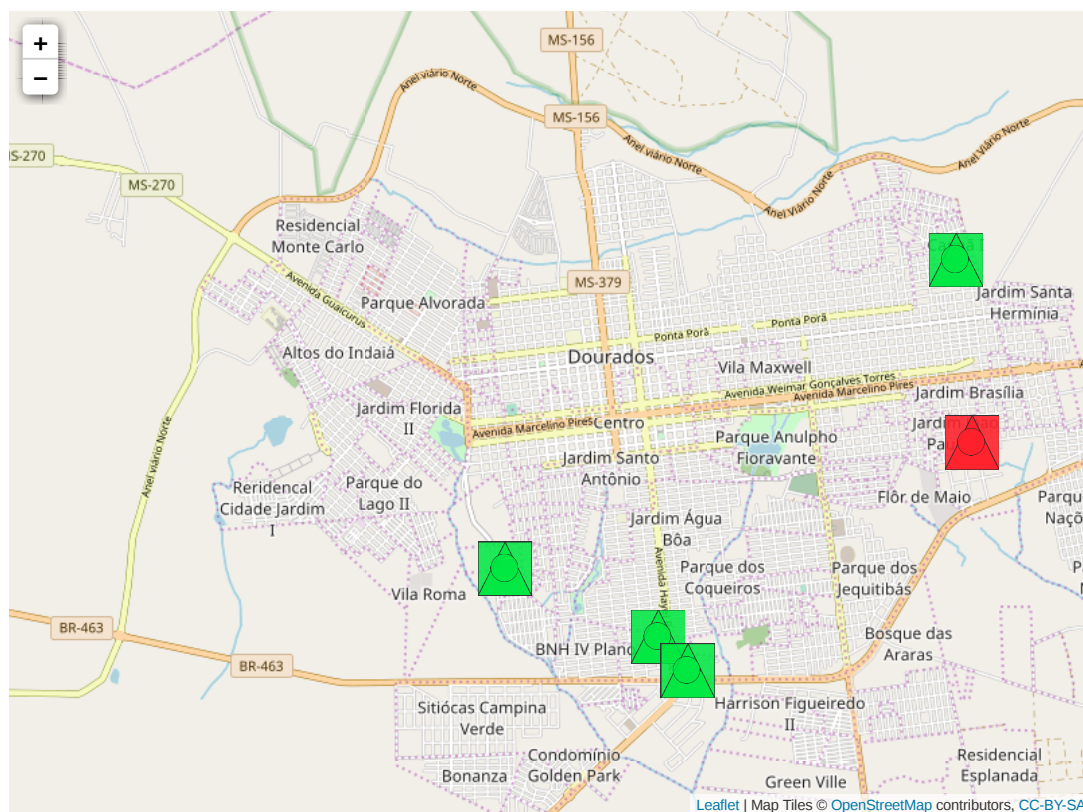 +
−
MS-156
MS-156
Anel viário Norte
Anel viário Norte
Anel Viário Norte
Anel viário Norte
MS-270
MS-270
Residencial
Monte Carlo
Avenida Guaicurus
Parque Alvorada
MS-379
Jardim Santa
Hermínia
Ponta Porã
Ponta Porã
Altos do Indaiá
Dourados
Vila Maxwell
Avenida Weimar Gonçalves Torres
Avenida Marcelino Pires
Jardim Brasília
Jardim Florida
II
Avenida Marcelino Pires
Centro
Parque Anulpho
Fioravante
Jardim
Jardim Santo
Antônio
Anel viário Norte
Reridencal
Cidade Jardim
I
Parque do
Lago II
Flôr de Maio
Parque
Jardim Água
Bôa
Avenida
Parque dos
Coqueiros
Parque dos
Jequitibás
Vila Roma
BR-463
BR-463
BNH IV Plano
Bosque das
Araras
Sitiócas Campina
Verde
Harrison Figueiredo
II
Condomínio
Golden Park
Bonanza
Green Ville
Residencial
Esplanada
Leaflet | Map Tiles © OpenStreetMap contributors, CC-BY-SA